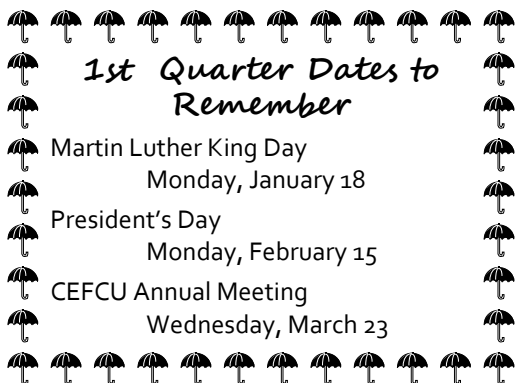 1st Quarter Dates to
Remember
Martin Luther King Day
Monday, January 18
President's Day
Monday, February 15
CEFCU Annual Meeting
Wednesday, March 23